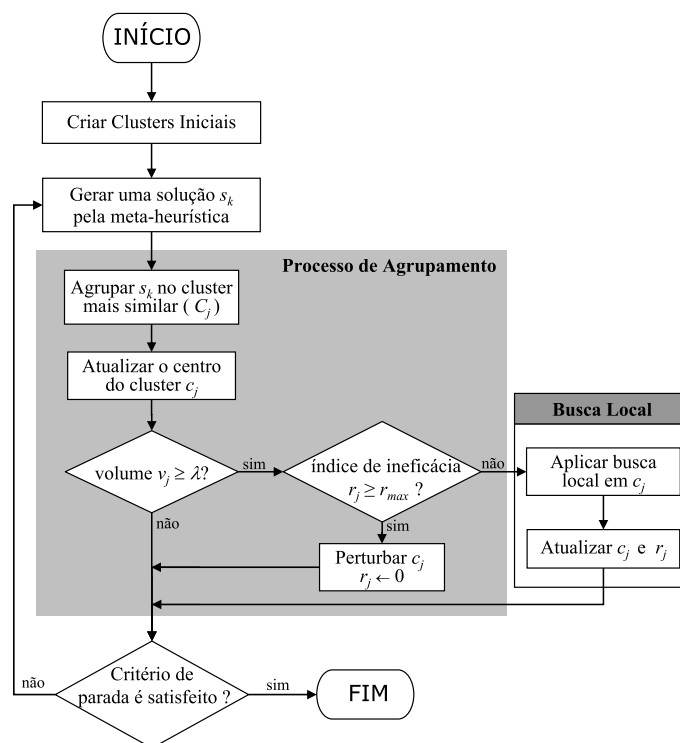 INÍCIO
Criar Clusters Iniciais
Gerar uma solução s_k
pela meta-heurística
Processo de Agrupamento
Agrupar s_k no cluster
mais similar ( C_j )
Atualizar o centro
do cluster c_j
volume v_j ≥ λ?
sim
não
índice de ineficácia
r_j ≥ r_max ?
não
sim
Perturbar c_j
r_j ← 0
Busca Local
Aplicar busca
local em c_j
Atualizar c_j e r_j
Critério de
parada é satisfeito ?
não
sim
FIM